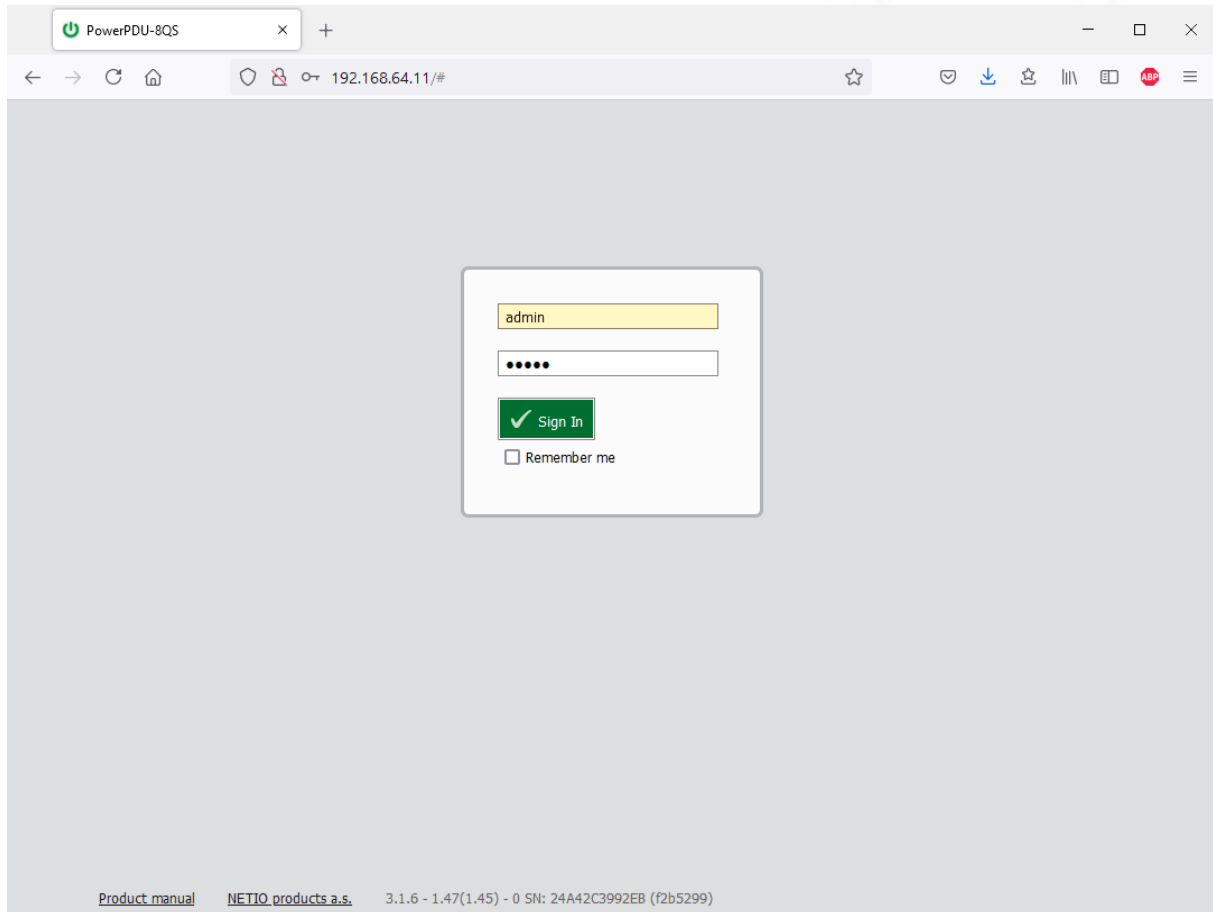 PowerPDU-8QS
192.168.64.11/#
ABP
admin
•••••
Sign In
Remember me
Product manual NETIO products a.s. 3.1.6 - 1.47(1.45) - 0 SN: 24A42C3992EB (f2b5299)